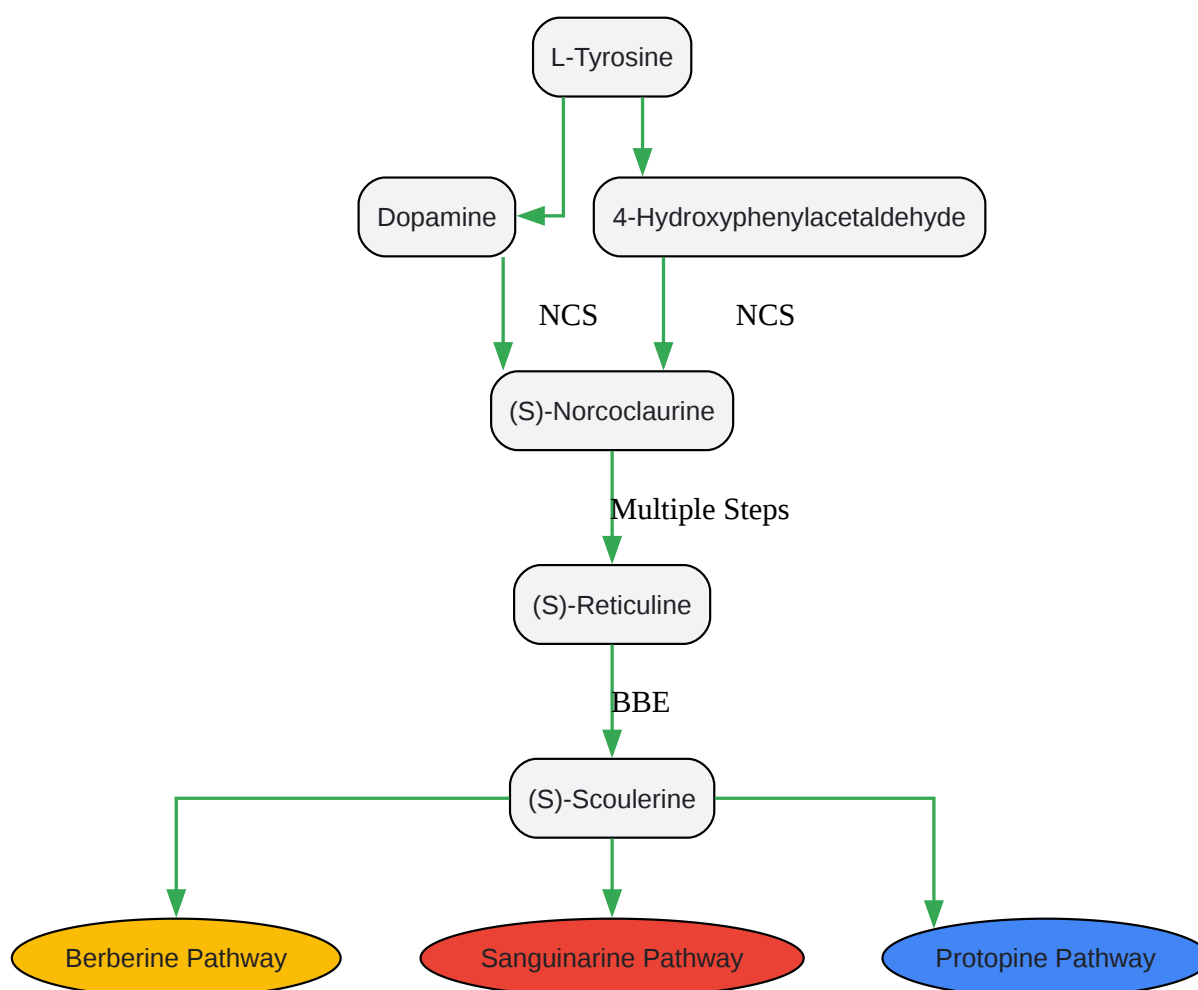 L-Tyrosine
Dopamine
4-Hydroxyphenylacetaldehyde
NCS
NCS
(S)-Norcoclaurine
Multiple Steps
(S)-Reticuline
BBE
(S)-Scoulerine
Berberine Pathway
Sanguinarine Pathway
Protopine Pathway